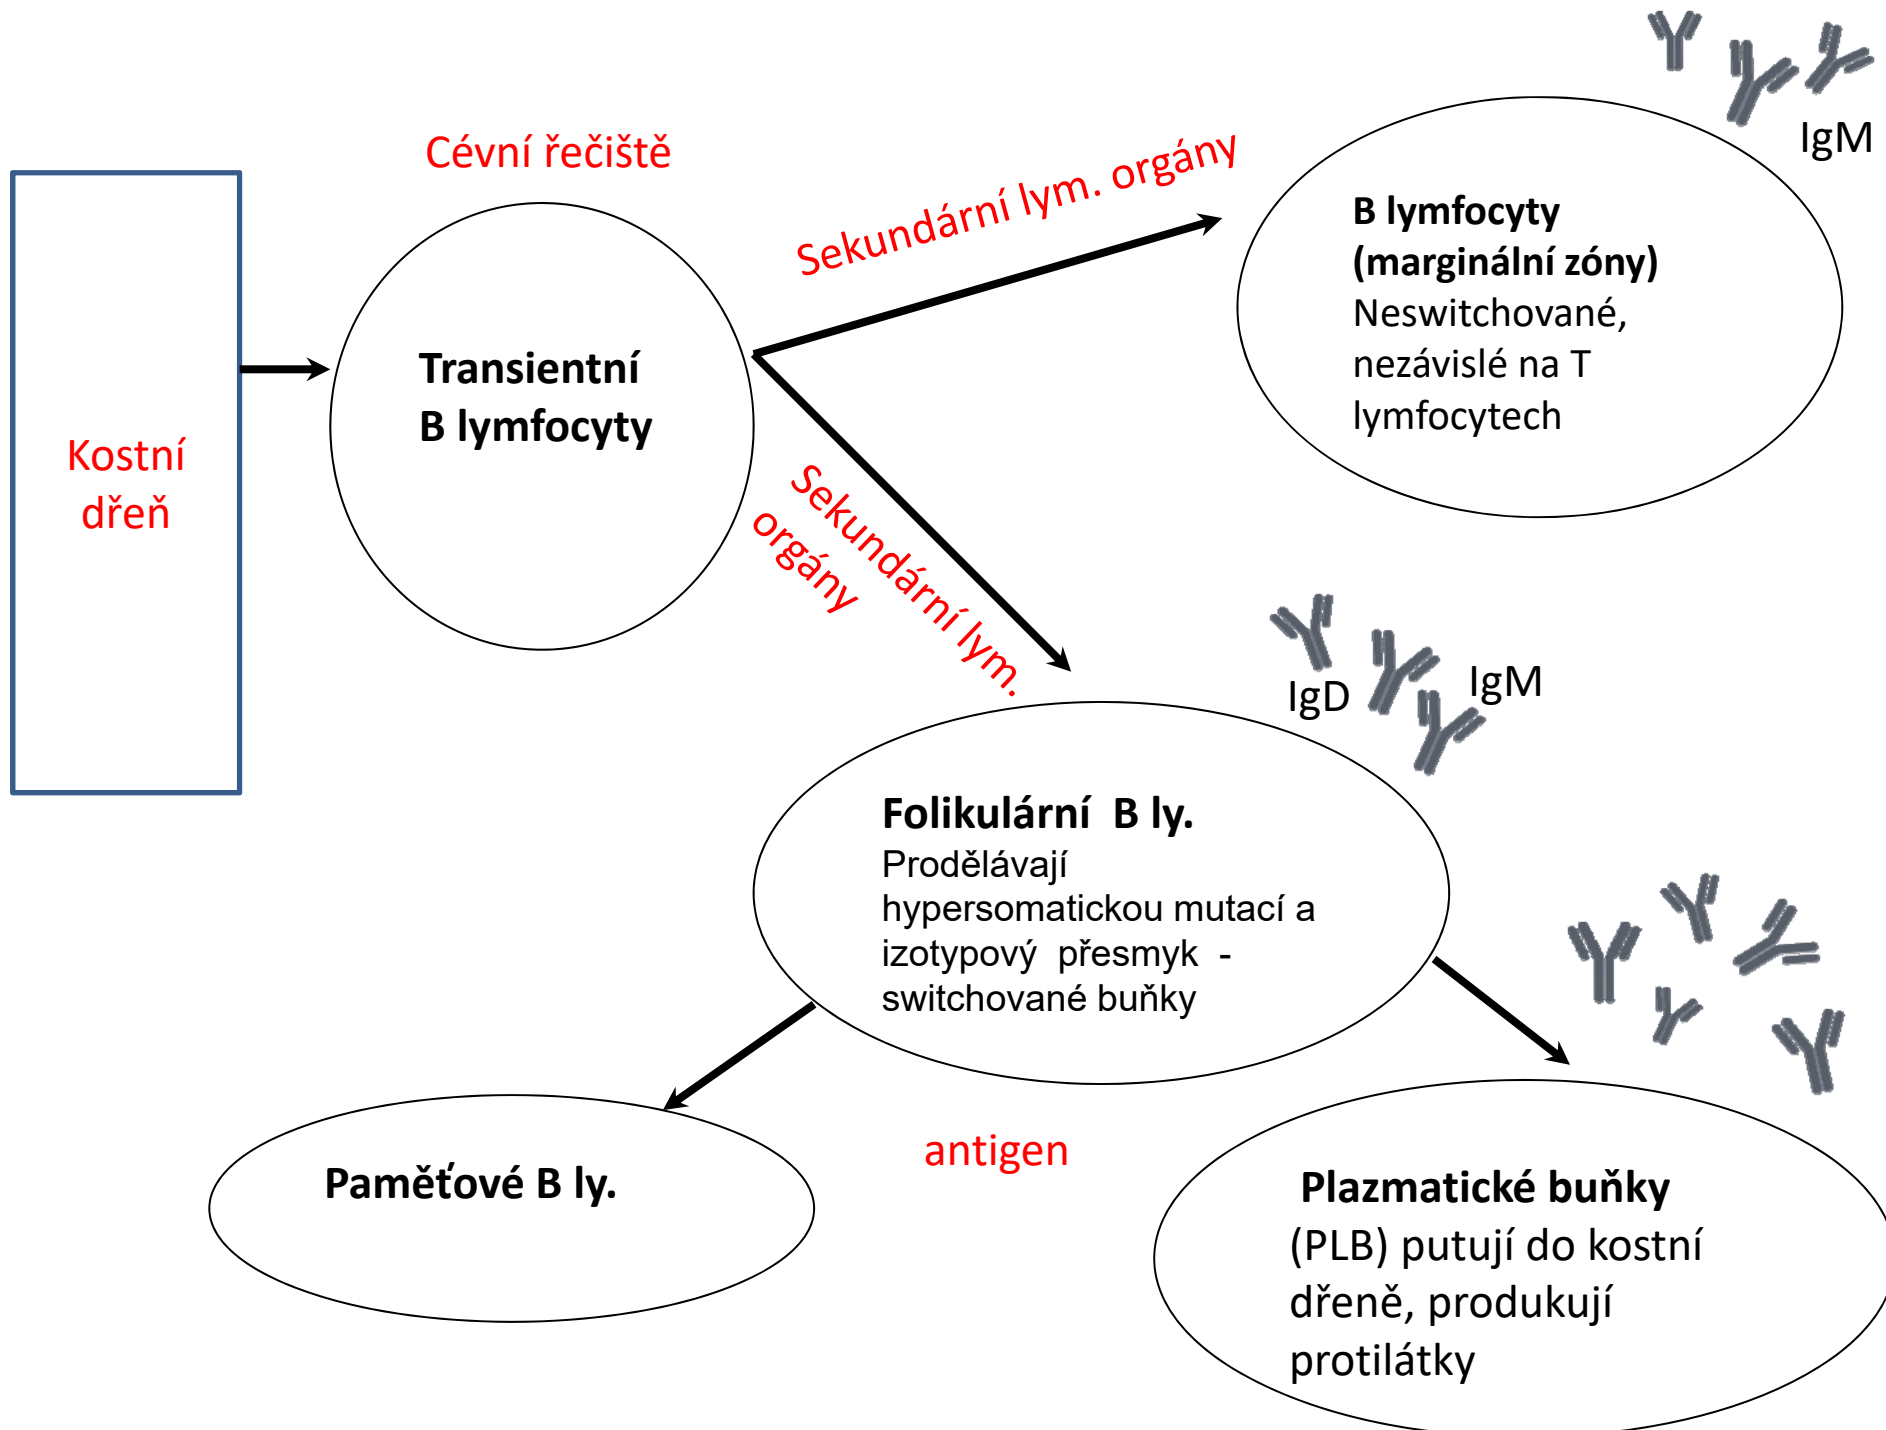 Cévní řečiště
Kostní
dřeň
Transientní
B lymfocyty
Sekundární lym. orgány
IgM
B lymfocyty
(marginální zóny)
Neswitchované,
nezávislé na T
lymfocytech
Sekundární lym.
orgány
IgD
IgM
Folikulární B ly.
Prodělávají
hypersomatickou mutací a
izotypový přesmyk -
switchované buňky
Paměťové B ly.
antigen
Plazmatické buňky
(PLB) putují do kostní
dřeně, produkují
protilátky